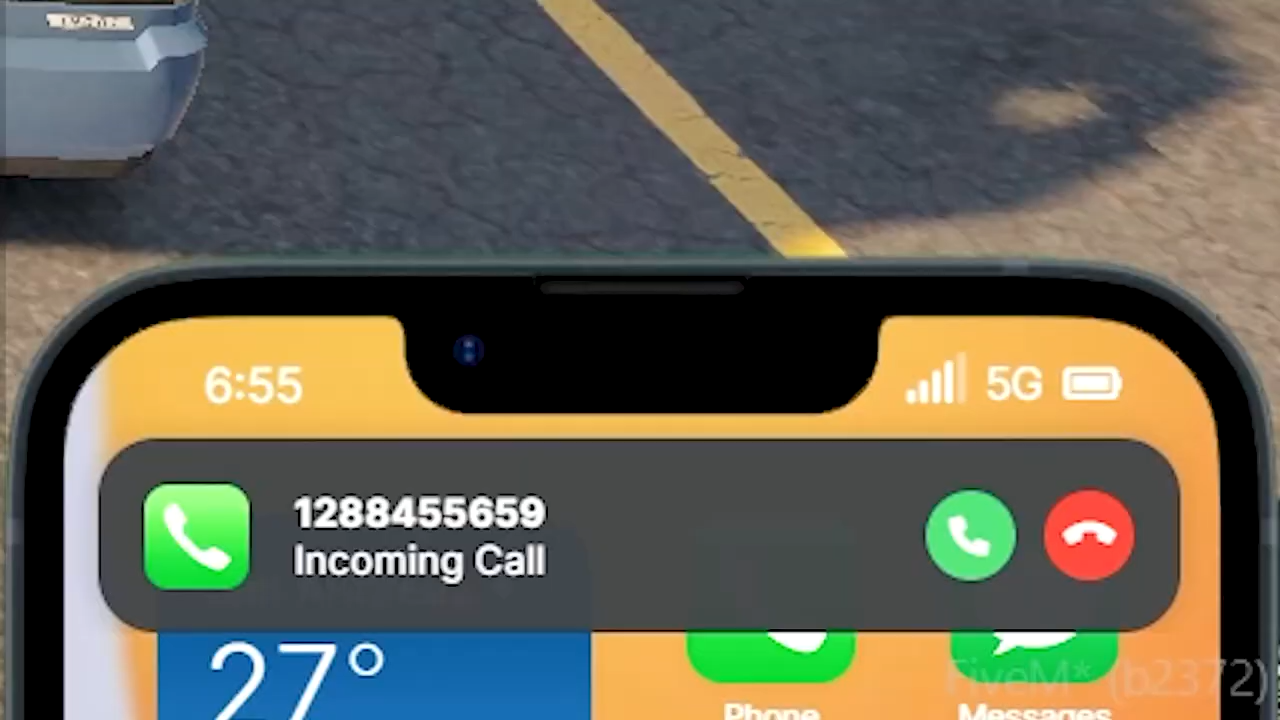 6:55
5G
1288455659
Incoming Call
27°
Phone
Messages
FiveM* (b2372)